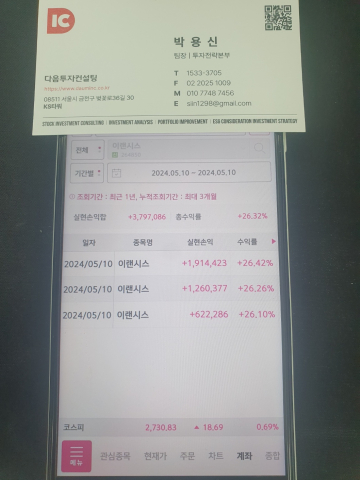 IC
박 용 신
팀장 | 투자전략본부
다음투자컨설팅
08511 서울시 금천구 벚꽃로36길 30
KS타워
T 1533-3705
F 02 2025 1009
M 010 7748 7456
E siri1298@gmail.com
STOCK INVESTMENT CONSULTING | INVESTMENT ANALYSIS | PORTFOLIO IMPROVEMENT | ESG CONSIDERATION INVESTMENT STRATEGY
전체 이랜시스
기간별 2024.05.10 ~ 2024.05.10
조회기간 : 최근 1년, 누적조회기간 : 최대 3개월
실현손익합 +3,797,086 총수익률 +26.32%
일자 종목명 실현손익 수익률
2024/05/10 이랜시스 +1,914,423 +26.42%
2024/05/10 이랜시스 +1,260,377 +26.26%
2024/05/10 이랜시스 +622,286 +26.10%
코스피 2,730.83 ▲ 18.69 0.69%
메뉴 관심종목 현재가 주문 차트 계좌 종합